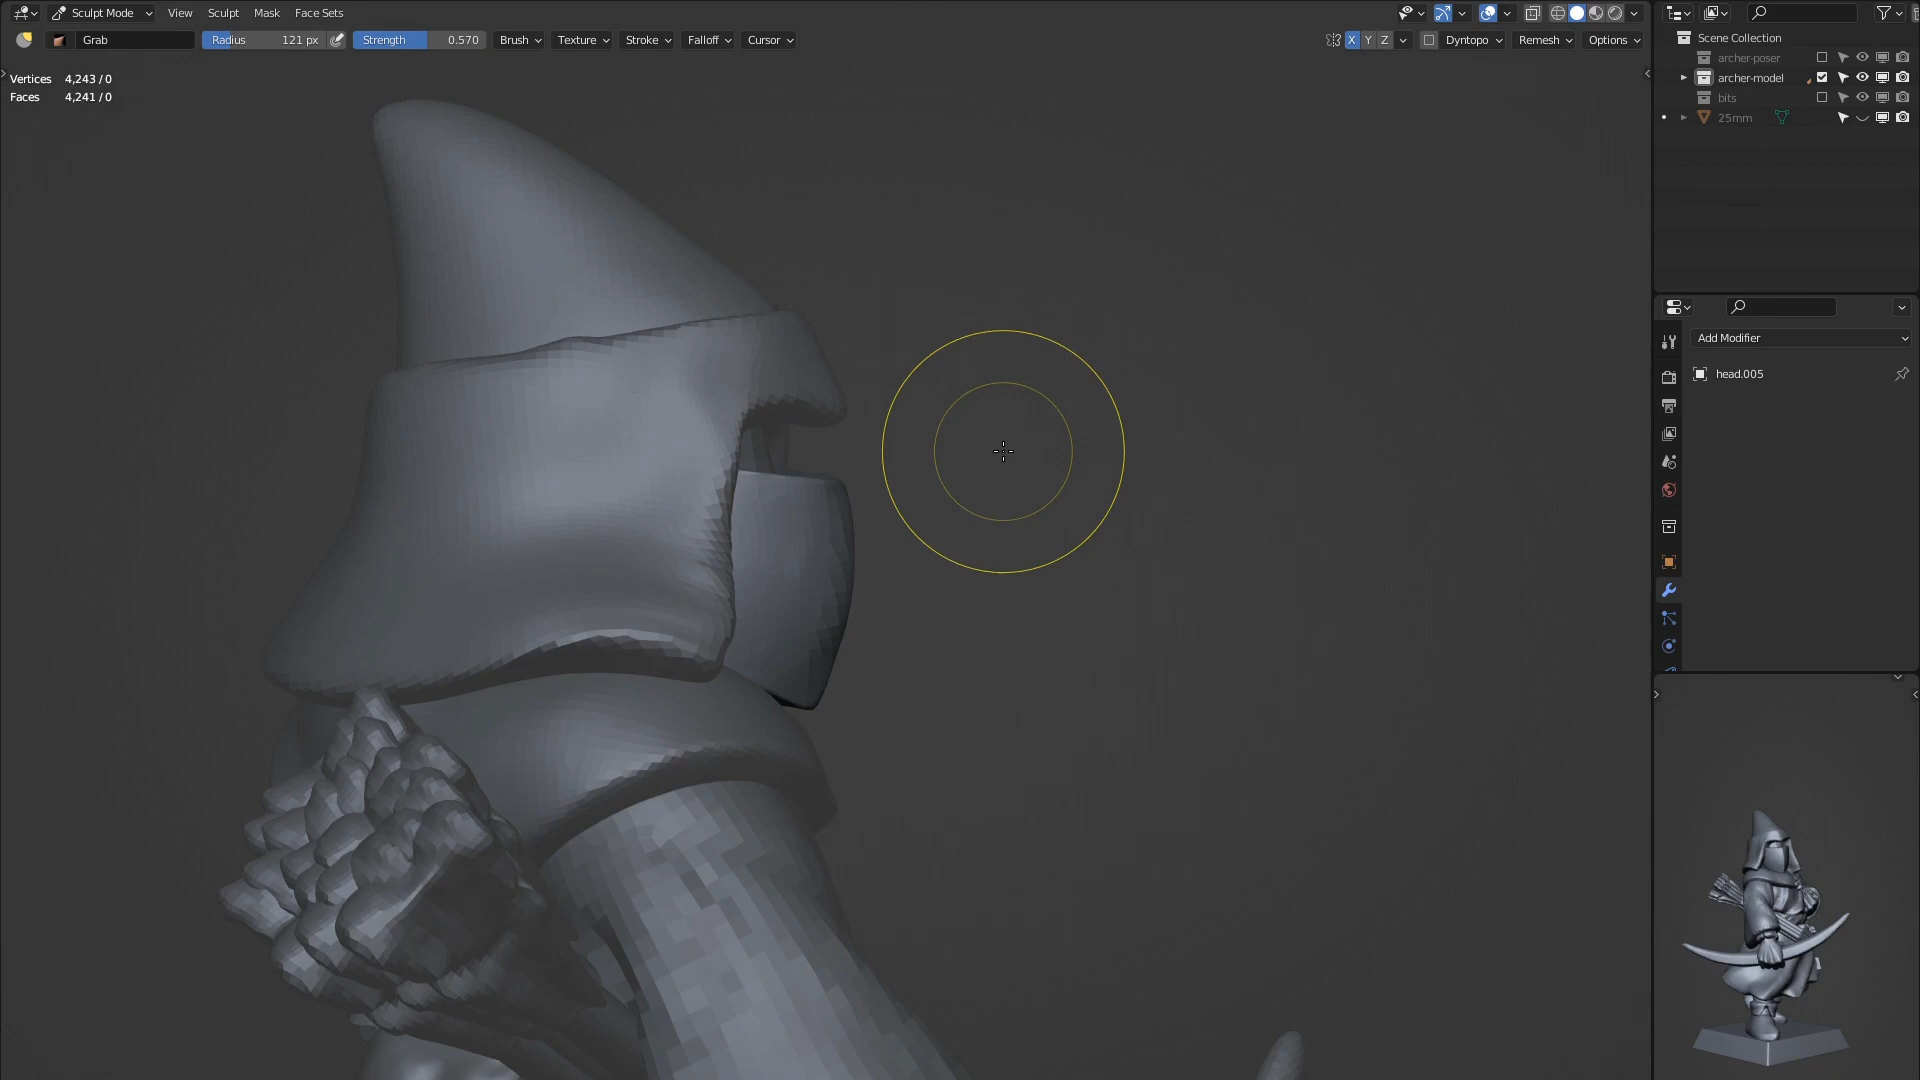 Sculpt Mode View Sculpt Mask Face Sets
Grab Radius 121 px Strength 0.570 Brush Texture Stroke Falloff Cursor X Y Z Dyntopo Remesh Options
Vertices 4,243 / 0
Faces 4,241 / 0
Scene Collection
archer-poser
archer-model
bits
25mm
Add Modifier
head.005